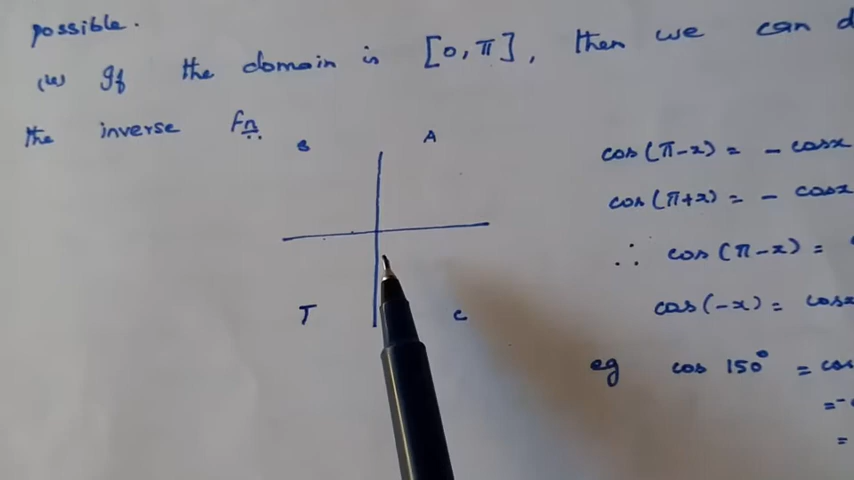 possible.
(iv) If the domain is [0, π], then we can d
the inverse fn.
S A
T C
cos(π-x) = - cosx
cos(π+x) = - cosx
∴ cos(π-x) =
cos(-x) = cosx
eg cos 150° = cos
= -
=